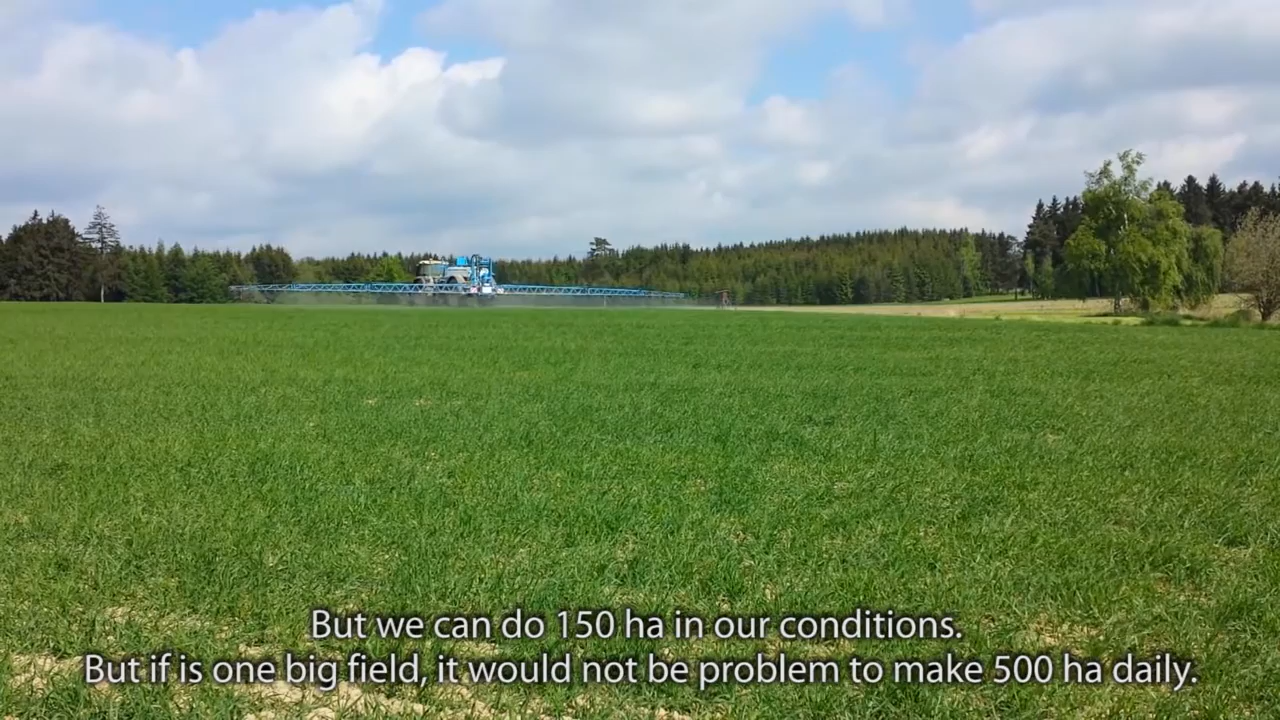 But we can do 150 ha in our conditions.
But if is one big field, it would not be problem to make 500 ha daily.